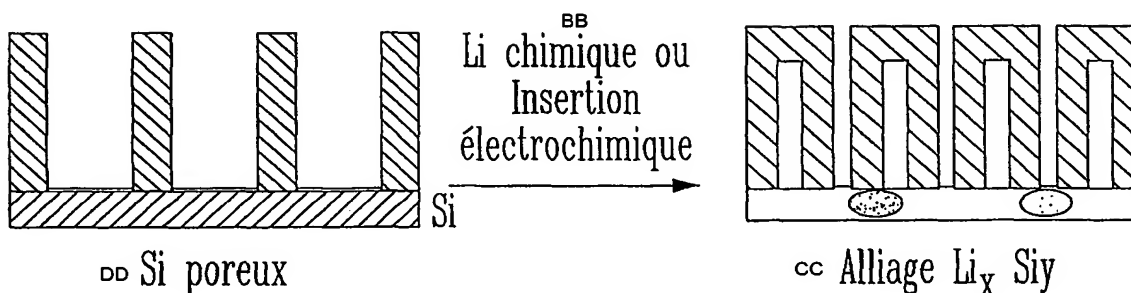 BB
Li chimique ou
Insertion
électrochimique
Si
DD Si poreux
CC Alliage Liₓ Siy